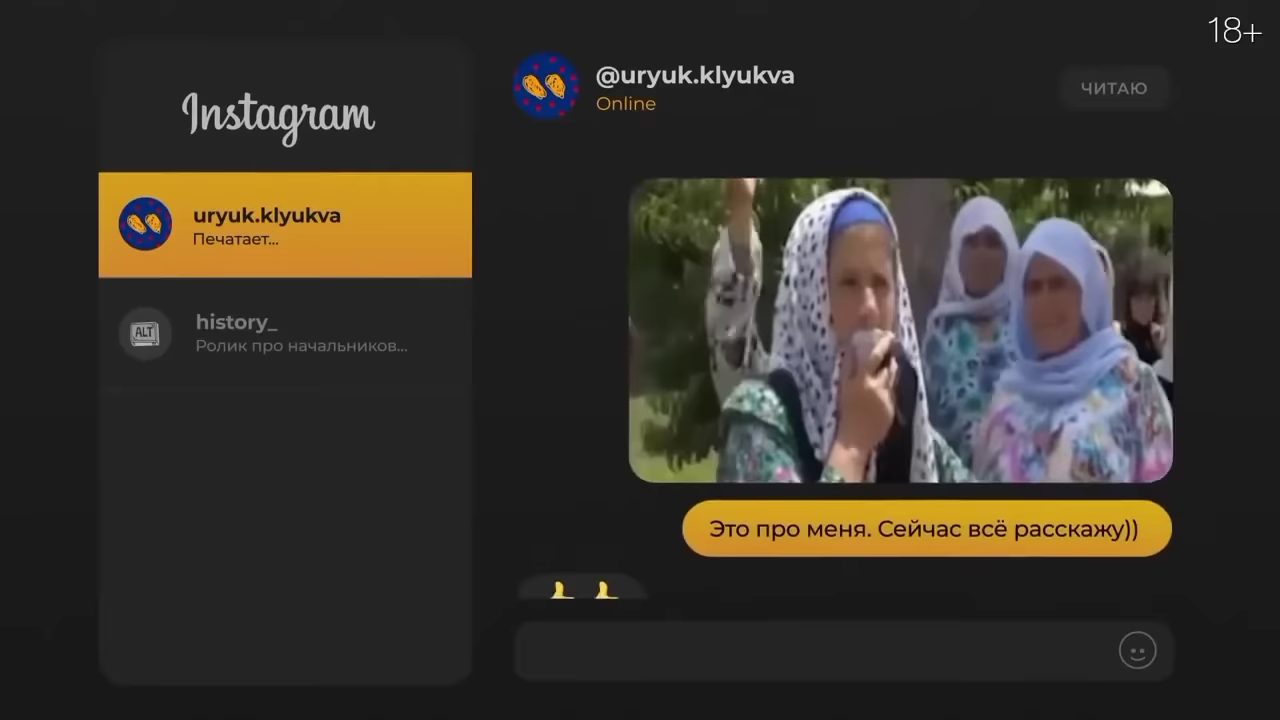 18+
Instagram
uryuk.klyukva
Печатает...
ALT
history_
Ролик про начальников...
@uryuk.klyukva
Online
ЧИТАЮ
Это про меня. Сейчас всё расскажу))